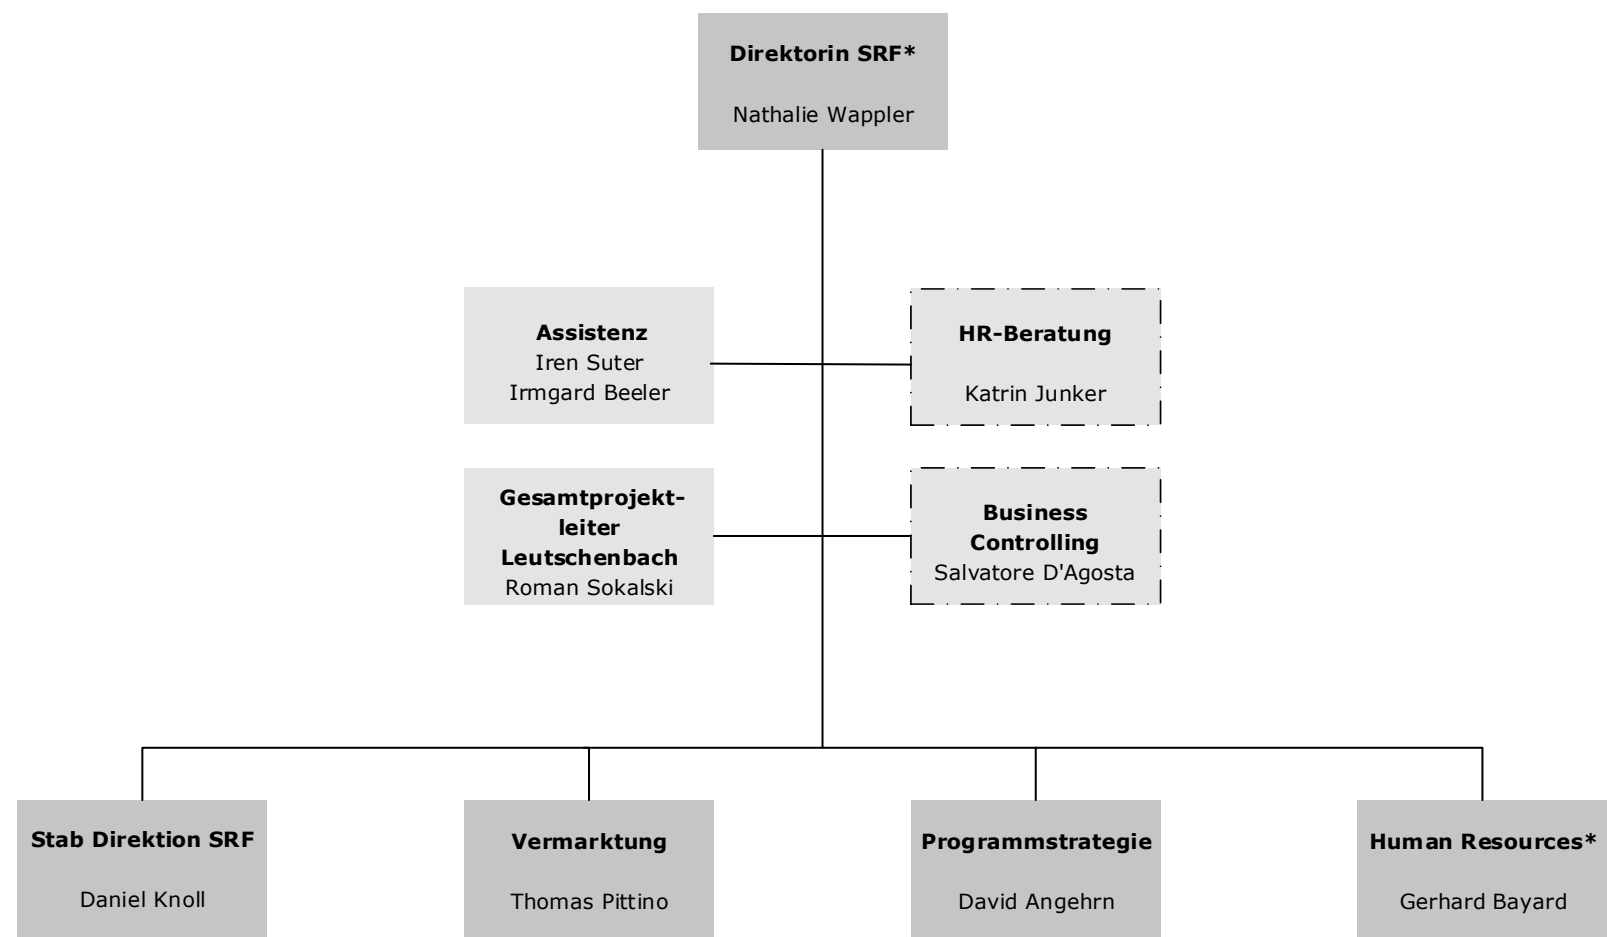 Direktorin SRF*
Nathalie Wappler
Assistenz
Iren Suter
Irmgard Beeler
HR-Beratung
Katrin Junker
Gesamtprojekt-
leiter
Leutschenbach
Roman Sokalski
Business
Controlling
Salvatore D'Agosta
Stab Direktion SRF
Daniel Knoll
Vermarktung
Thomas Pittino
Programmstrategie
David Angehrn
Human Resources*
Gerhard Bayard